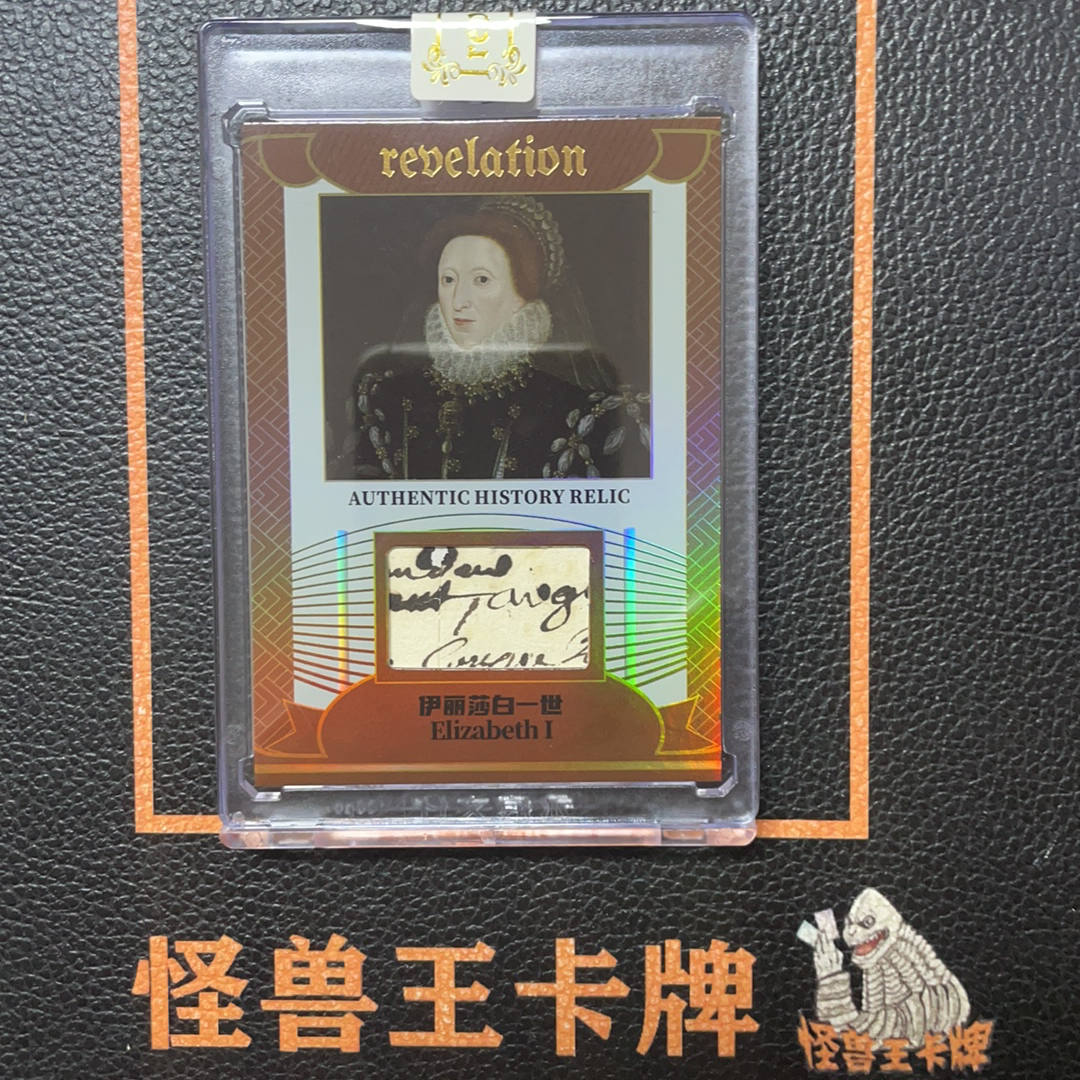 revelation
AUTHENTIC HISTORY RELIC
伊丽莎白一世
Elizabeth I
怪兽王卡牌
怪兽王卡牌